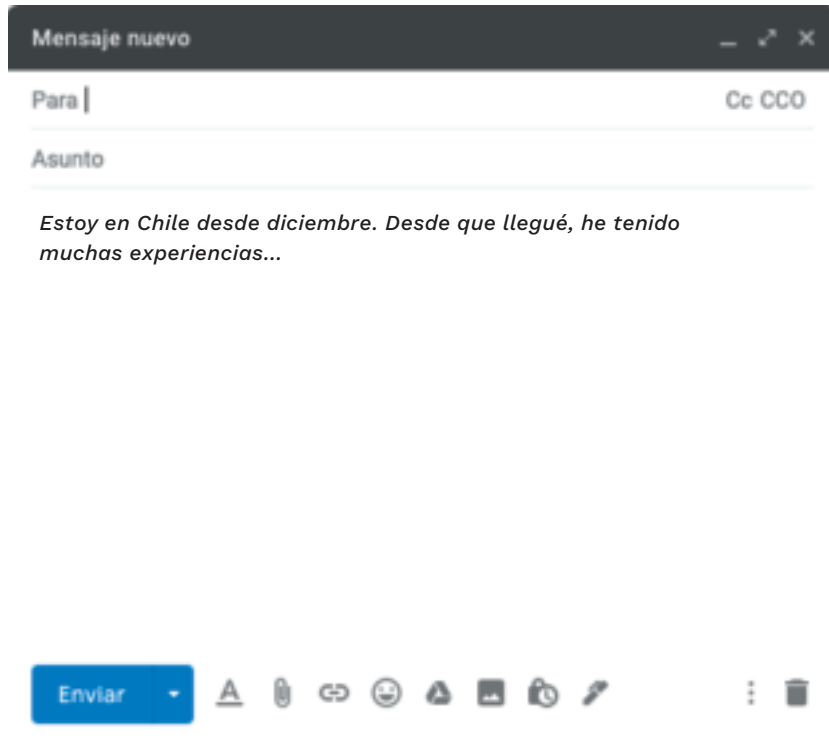 Mensaje nuevo
Para
Cc CCO
Asunto
Estoy en Chile desde diciembre. Desde que llegué, he tenido
muchas experiencias...
Enviar